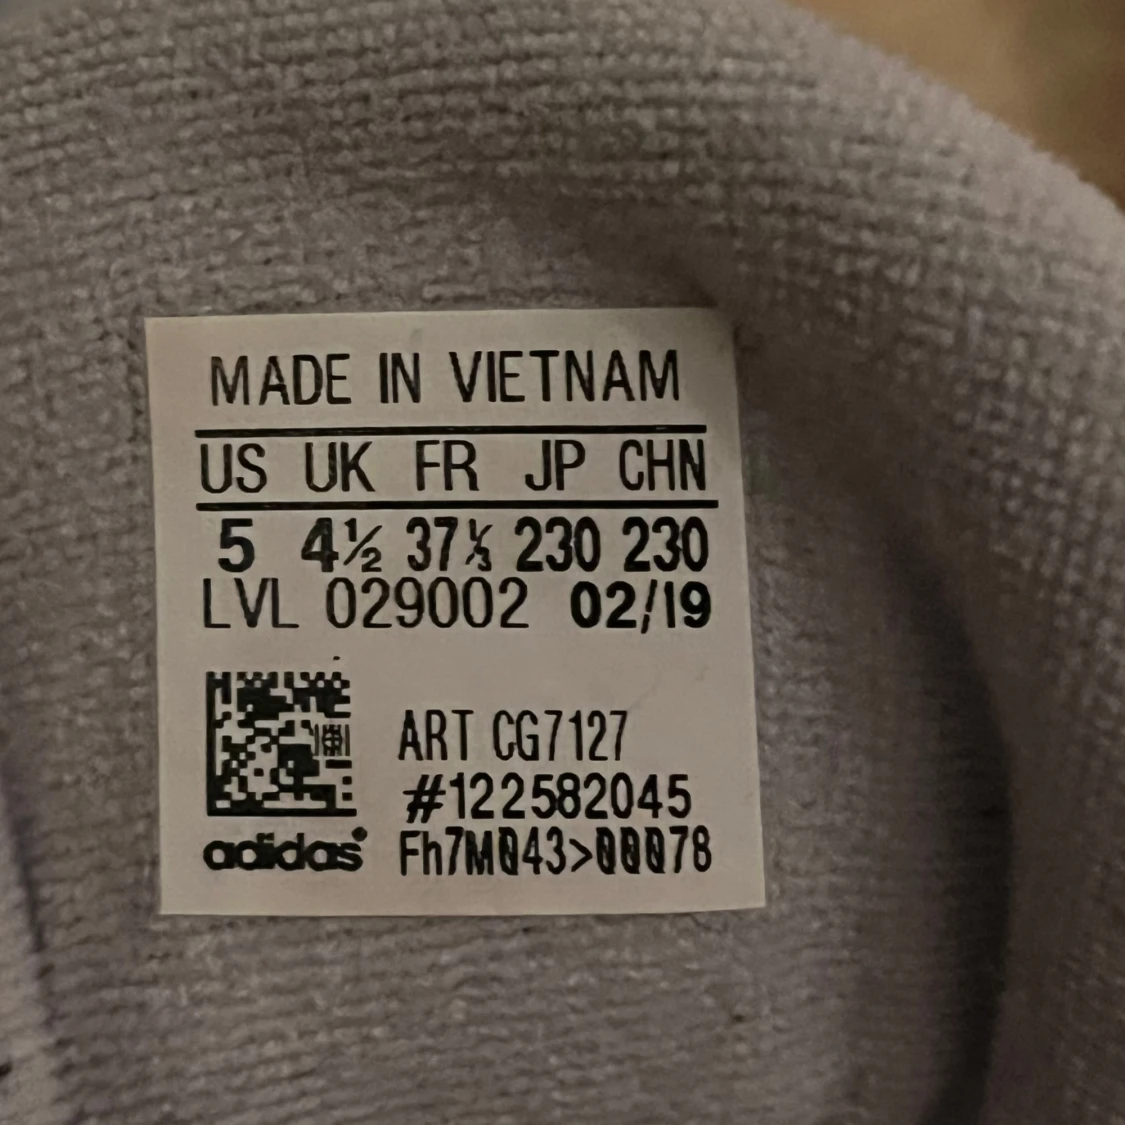 MADE IN VIETNAM
US UK FR JP CHN
5 4½ 37⅓ 230 230
LVL 029002 02/19
ART CG7127
#122582045
adidas® Fh7M043>00078